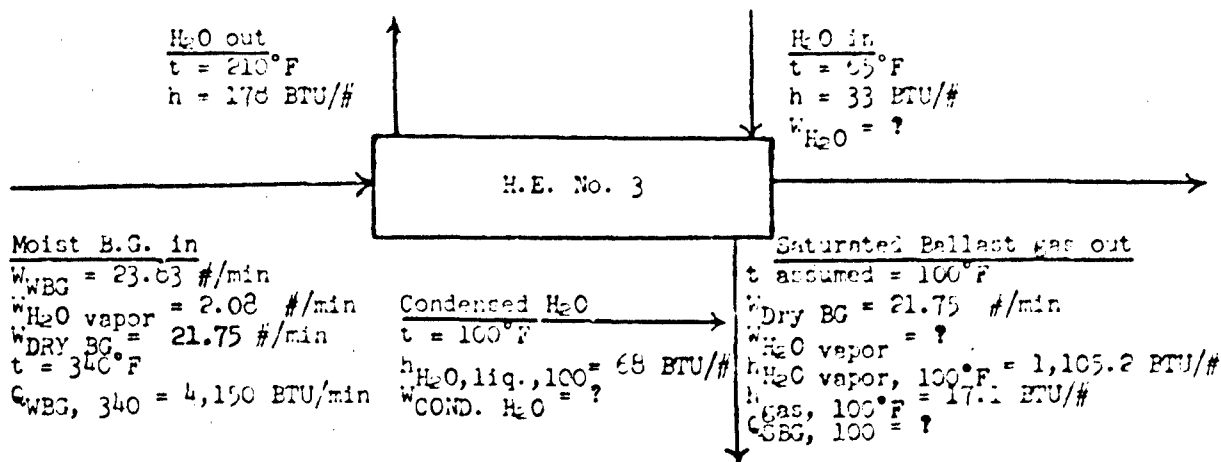 H₂O out
t = 210°F
h = 178 BTU/#
H₂O in
t = 65°F
h = 33 BTU/#
W_H₂O = ?
H.E. No. 3
Moist B.G. in
W_WBG = 23.83 #/min
W_H₂O vapor = 2.08 #/min
W_DRY BG = 21.75 #/min
t = 340°F
Q_WBG, 340 = 4,150 BTU/min
Condensed H₂O
t = 100°F
h_H₂O,liq.,100 = 68 BTU/#
W_COND. H₂O = ?
Saturated Ballast gas out
t assumed = 100°F
W_Dry BG = 21.75 #/min
W_H₂O vapor = ?
h_H₂O vapor, 100°F = 1,105.2 BTU/#
h_gas, 100°F = 17.1 BTU/#
Q_SBG, 100 = ?